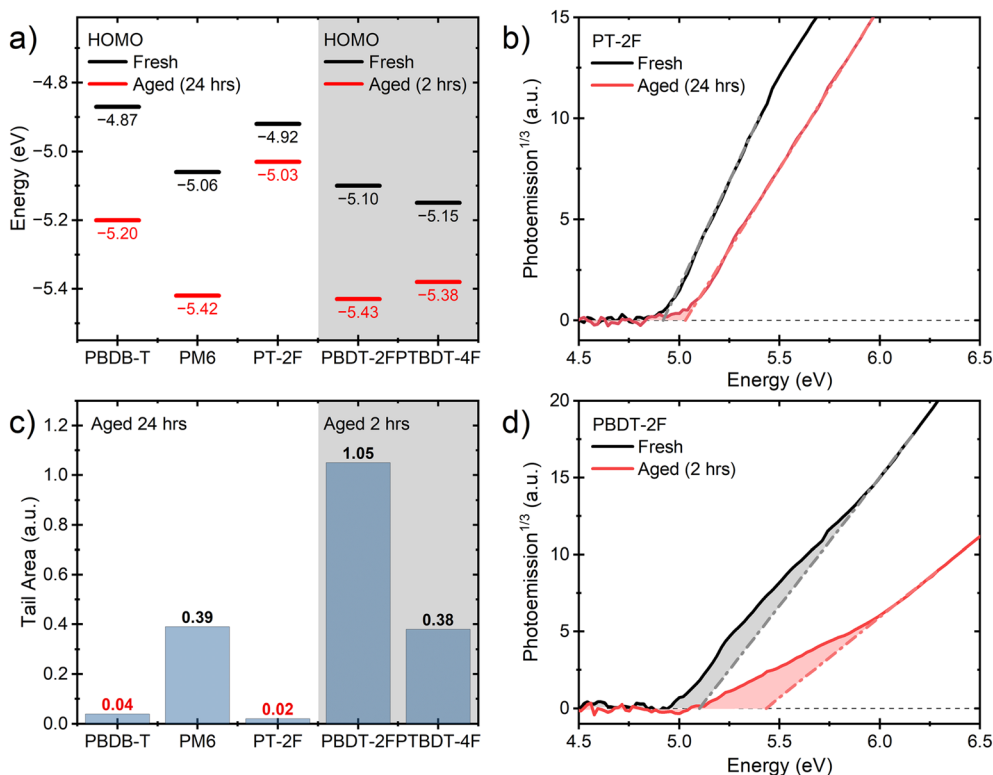 a)
HOMO
Fresh
Aged (24 hrs)
HOMO
Fresh
Aged (2 hrs)
Energy (eV)
−4.8
−5.0
−5.2
−5.4
−4.87
−5.20
−5.06
−5.42
−4.92
−5.03
−5.10
−5.43
−5.15
−5.38
PBDB-T PM6 PT-2F PBDT-2F PTBDT-4F
b)
PT-2F
Fresh
Aged (24 hrs)
Photoemission1/3 (a.u.)
15
10
5
0
4.5 5.0 5.5 6.0 6.5
Energy (eV)
c)
Aged 24 hrs
Aged 2 hrs
Tail Area (a.u.)
1.2
1.0
0.8
0.6
0.4
0.2
0.0
0.04
0.39
0.02
1.05
0.38
PBDB-T PM6 PT-2F PBDT-2F PTBDT-4F
d)
PBDT-2F
Fresh
Aged (2 hrs)
Photoemission1/3 (a.u.)
20
15
10
5
0
4.5 5.0 5.5 6.0 6.5
Energy (eV)